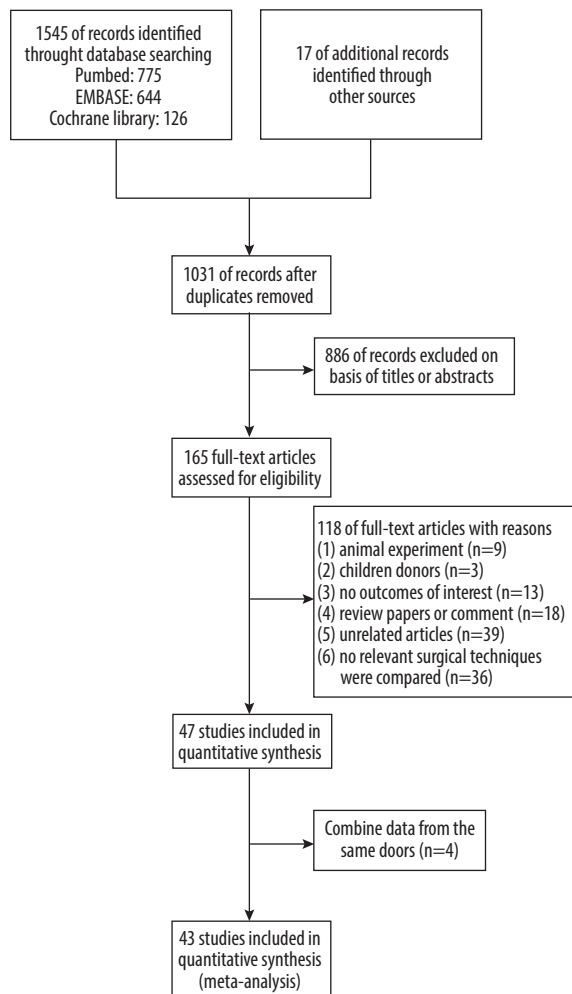 1545 of records identified
throught database searching
Pumbed: 775
EMBASE: 644
Cochrane library: 126
17 of additional records
identified through
other sources
1031 of records after
duplicates removed
886 of records excluded on
basis of titles or abstracts
165 full-text articles
assessed for eligibility
118 of full-text articles with reasons
(1) animal experiment (n=9)
(2) children donors (n=3)
(3) no outcomes of interest (n=13)
(4) review papers or comment (n=18)
(5) unrelated articles (n=39)
(6) no relevant surgical techniques
were compared (n=36)
47 studies included in
quantitative synthesis
Combine data from the
same doors (n=4)
43 studies included in
quantitative synthesis
(meta-analysis)